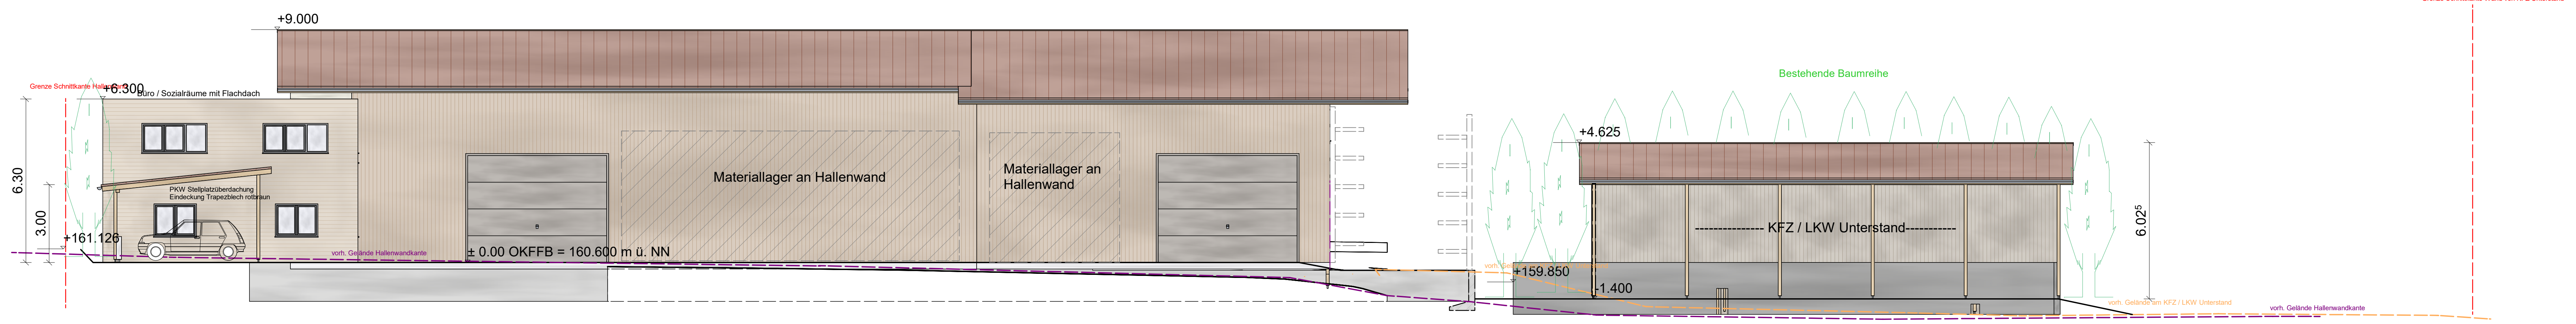 +9.000
Bestehende Baumreihe
Grenze Schnittkante
+6.300
Büro / Sozialräume mit Flachdach
+4.625
6.30
3.00
PKW Stellplatzüberdachung
Eindeckung Trapezblech rotbraun
Materiallager an Hallenwand
Materiallager an
Hallenwand
-------------- KFZ / LKW Unterstand-----------
6.02⁵
+161.126
vorh. Gelände Hallenwandkante
± 0.00 OKFFB = 160.600 m ü. NN
vorh.
+159.850
-1.400
vorh. Gelände am KFZ / LKW Unterstand
vorh. Gelände Hallenwandkante